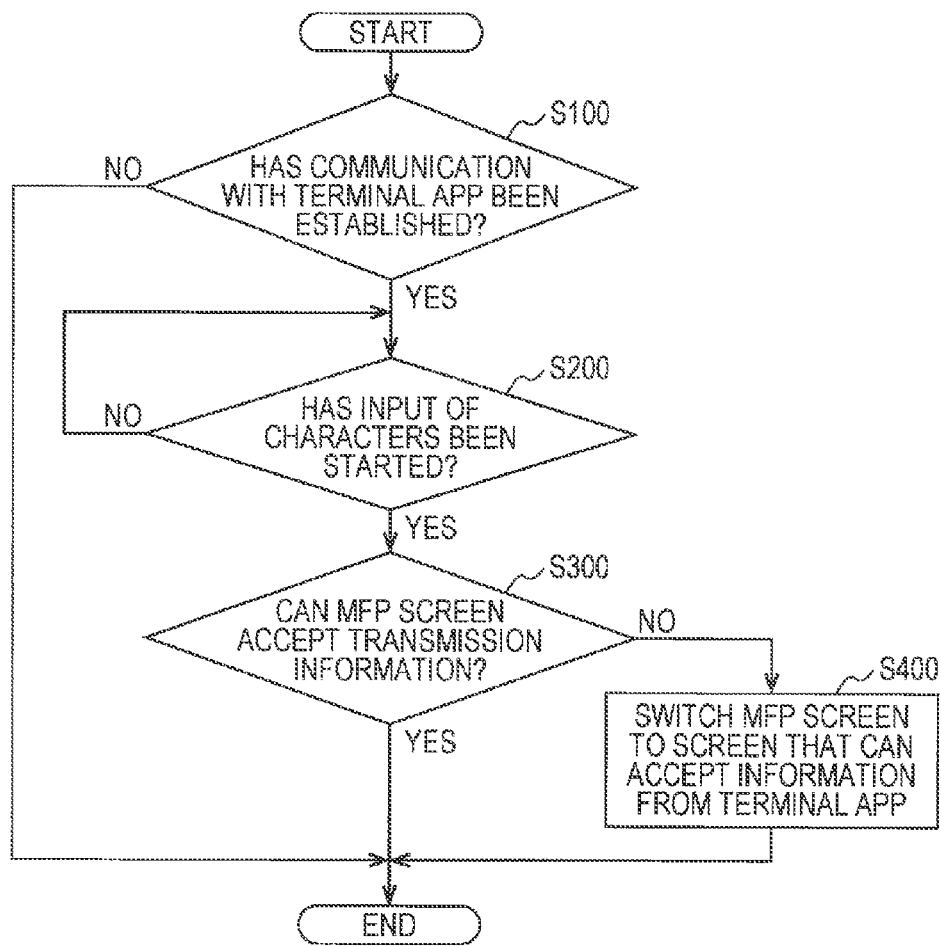 START
S100
NO
HAS COMMUNICATION
WITH TERMINAL APP BEEN
ESTABLISHED?
YES
S200
NO
HAS INPUT OF
CHARACTERS BEEN
STARTED?
YES
S300
CAN MFP SCREEN
ACCEPT TRANSMISSION
INFORMATION?
NO
YES
S400
SWITCH MFP SCREEN
TO SCREEN THAT CAN
ACCEPT INFORMATION
FROM TERMINAL APP
END